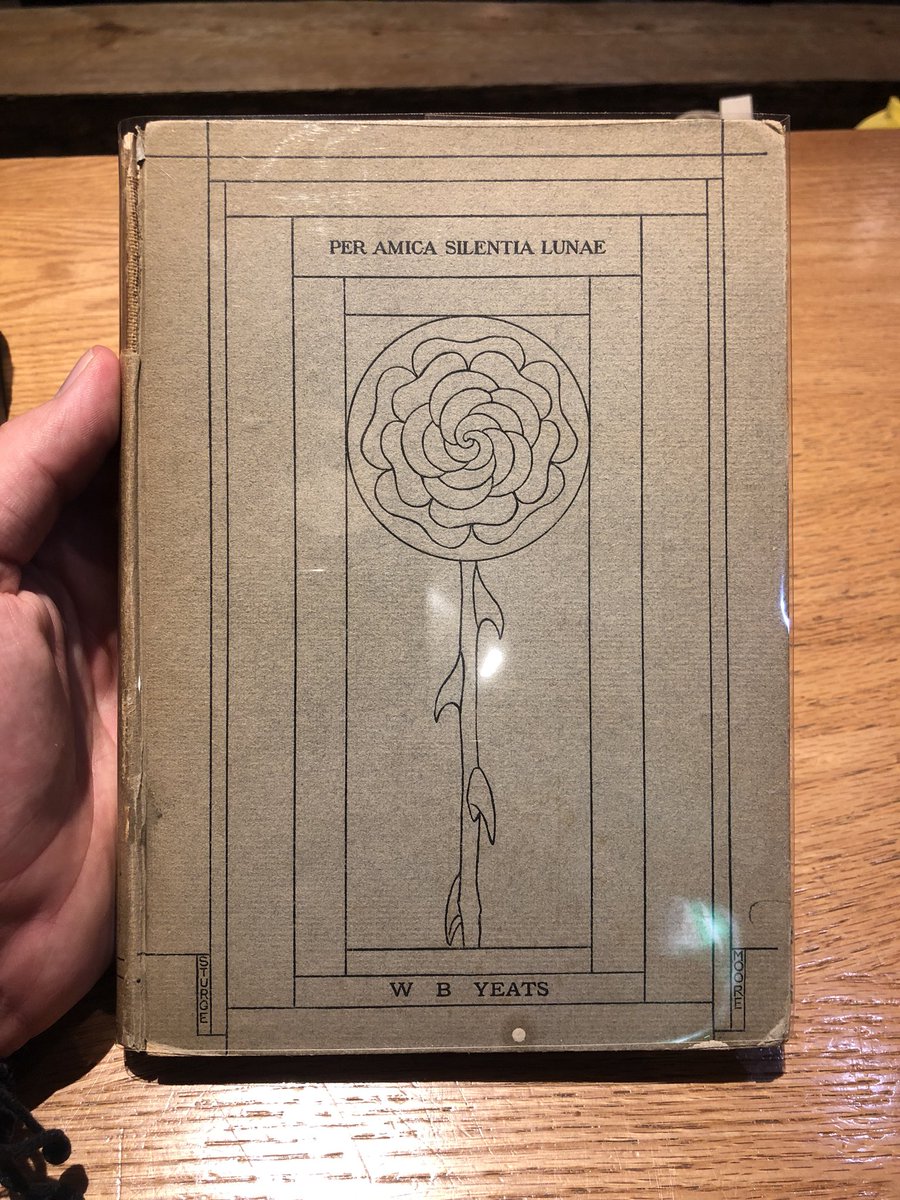 PER AMICA SILENTIA LUNAE
W B YEATS
STURGE
MOORE